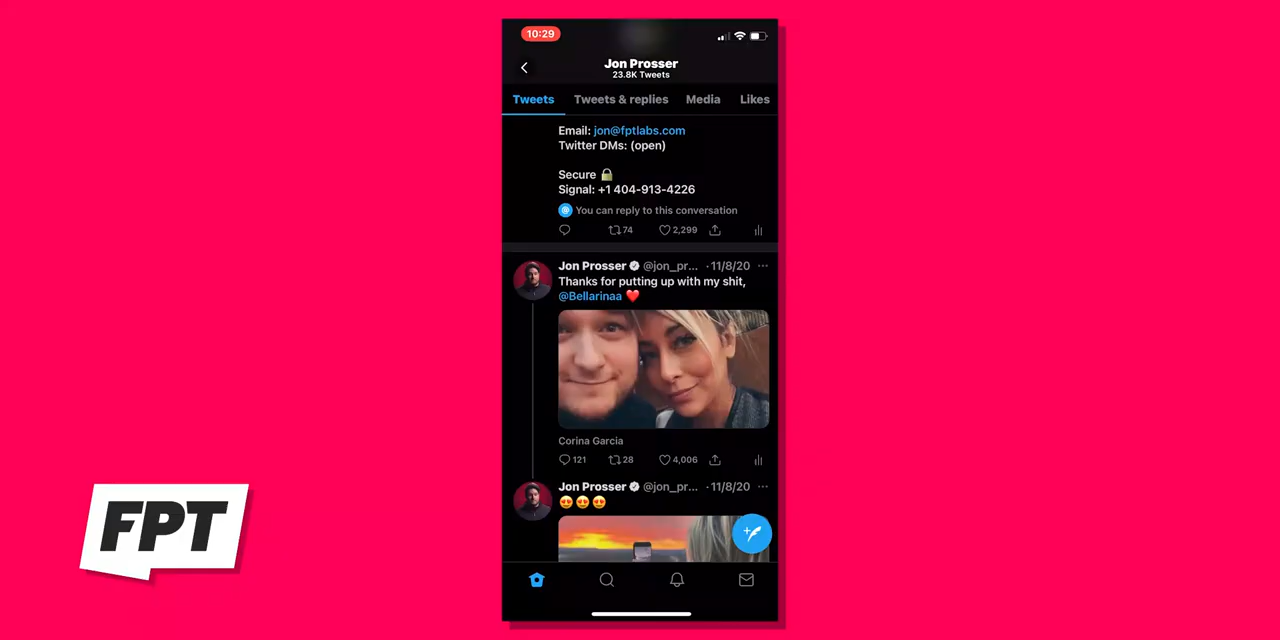 10:29
Jon Prosser
23.8K Tweets
Tweets
Tweets & replies
Media
Likes
Email: jon@fptlabs.com
Twitter DMs: (open)
Secure 🔒
Signal: +1 404-913-4226
You can reply to this conversation
74
2,299
Jon Prosser @jon_pr... · 11/8/20 ...
Thanks for putting up with my shit,
@Bellarinaa ❤️
Corina Garcia
121
28
4,006
Jon Prosser @jon_pr... · 11/8/20 ...
😍😍😍
FPT